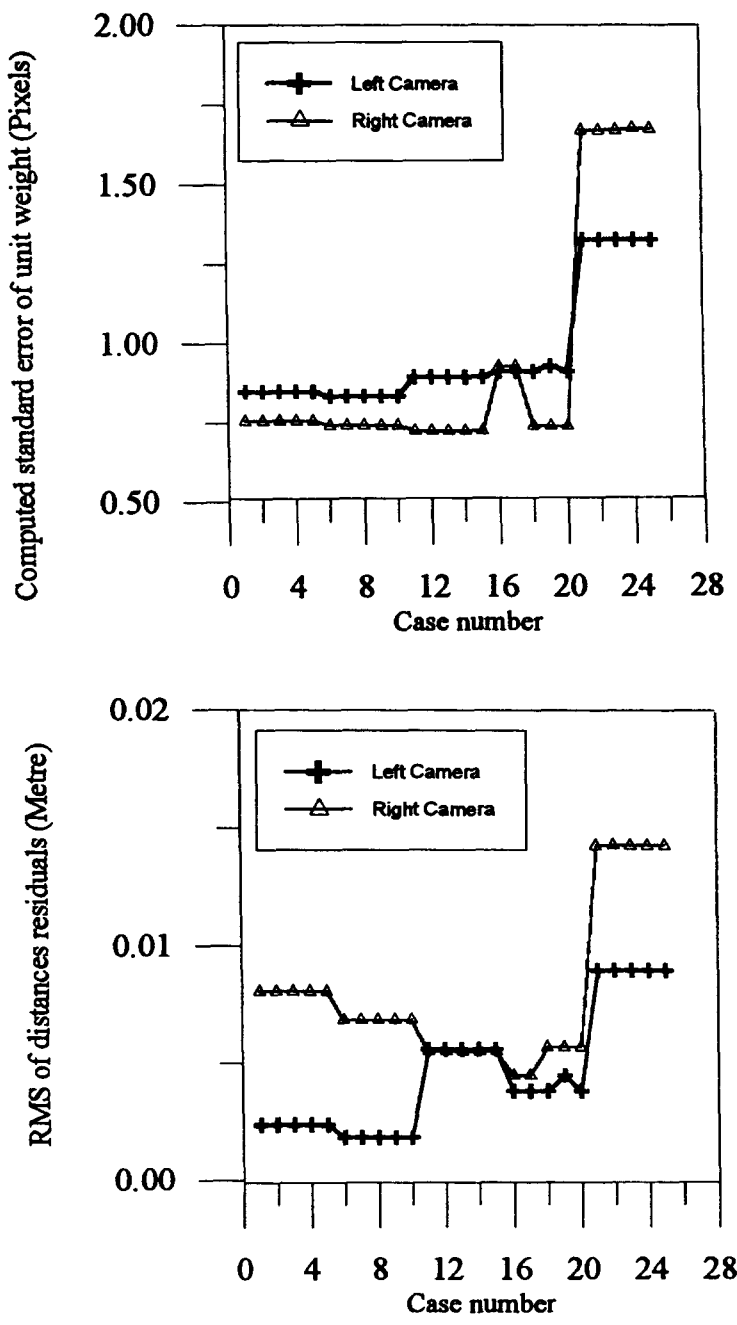 Computed standard error of unit weight (Pixels)
2.00
1.50
1.00
0.50
Left Camera
Right Camera
0 4 8 12 16 20 24 28
Case number
RMS of distances residuals (Metre)
0.02
0.01
0.00
Left Camera
Right Camera
0 4 8 12 16 20 24 28
Case number